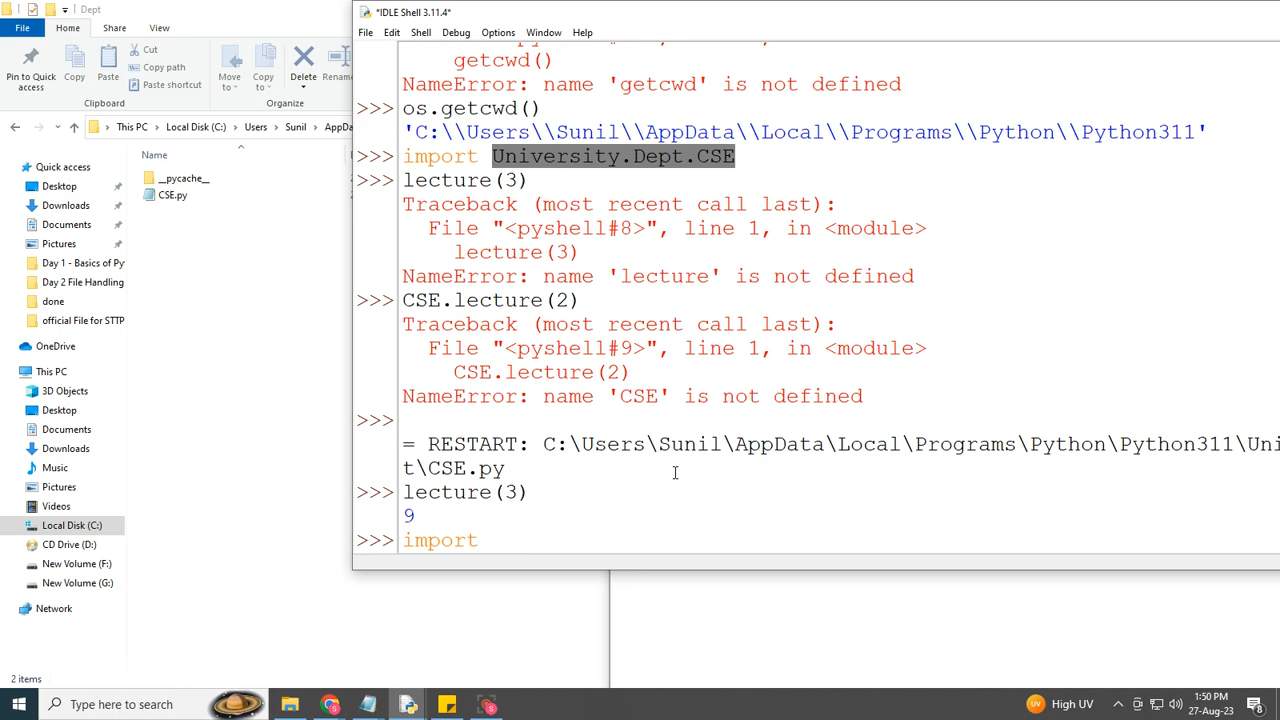 Dept
File
Home
Share
View
Pin to Quick access
Copy
Paste
Cut
Copy path
Paste shortcut
Clipboard
Move to
Copy to
Delete
Rename
Organize
This PC
Local Disk (C:)
Users
Sunil
AppDa
Name
Quick access
Desktop
Downloads
Documents
Pictures
Day 1 - Basics of Py
Day 2 File Handling
done
official File for STTP
OneDrive
This PC
3D Objects
Desktop
Documents
Downloads
Music
Pictures
Videos
Local Disk (C:)
CD Drive (D:)
New Volume (F:)
New Volume (G:)
Network
__pycache__
CSE.py
2 items
*IDLE Shell 3.11.4*
File Edit Shell Debug Options Window Help
getcwd()
NameError: name 'getcwd' is not defined
>>> os.getcwd()
'C:\\Users\\Sunil\\AppData\\Local\\Programs\\Python\\Python311'
>>> import University.Dept.CSE
>>> lecture(3)
Traceback (most recent call last):
File "<pyshell#8>", line 1, in <module>
lecture(3)
NameError: name 'lecture' is not defined
>>> CSE.lecture(2)
Traceback (most recent call last):
File "<pyshell#9>", line 1, in <module>
CSE.lecture(2)
NameError: name 'CSE' is not defined
>>>
= RESTART: C:\Users\Sunil\AppData\Local\Programs\Python\Python311\Uni
t\CSE.py
>>> lecture(3)
9
>>> import
Type here to search
UV
High UV
1:50 PM
27-Aug-23
8